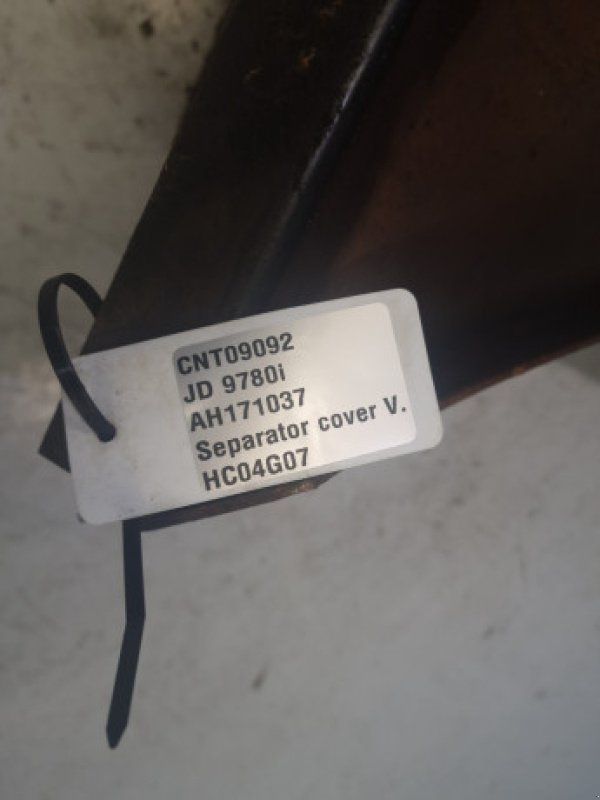 CNT09092
JD 9780i
AH171037
Separator cover V.
HC04G07